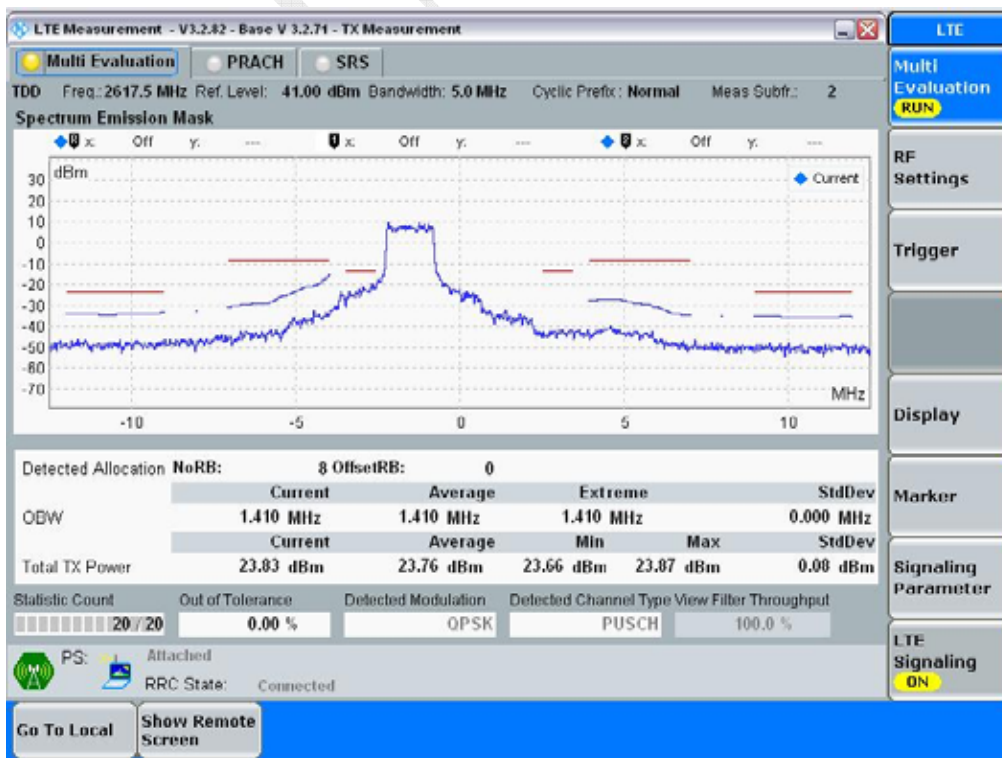 LTE Measurement - V3.2.82 - Base V 3.2.71 - TX Measurement
LTE
Multi Evaluation PRACH SRS
Multi
Evaluation
RUN
TDD Freq.: 2617.5 MHz Ref. Level: 41.00 dBm Bandwidth: 5.0 MHz Cyclic Prefix: Normal Meas Subfr.: 2
Spectrum Emission Mask
x: Off y: --- 1 x: Off y: --- 2 x: Off y: ---
dBm
Current
30
20
10
0
-10
-20
-30
-40
-50
-60
-70
MHz
-10 -5 0 5 10
RF
Settings
Trigger
Display
Detected Allocation NoRB: 8 OffsetRB: 0
Current Average Extreme StdDev
OBW 1.410 MHz 1.410 MHz 1.410 MHz 0.000 MHz
Current Average Min Max StdDev
Total TX Power 23.83 dBm 23.76 dBm 23.66 dBm 23.87 dBm 0.08 dBm
Marker
Statistic Count Out of Tolerance Detected Modulation Detected Channel Type View Filter Throughput
20 / 20 0.00 % QPSK PUSCH 100.0 %
Signaling
Parameter
PS: Attached
RRC State: Connected
LTE
Signaling
ON
Go To Local
Show Remote
Screen